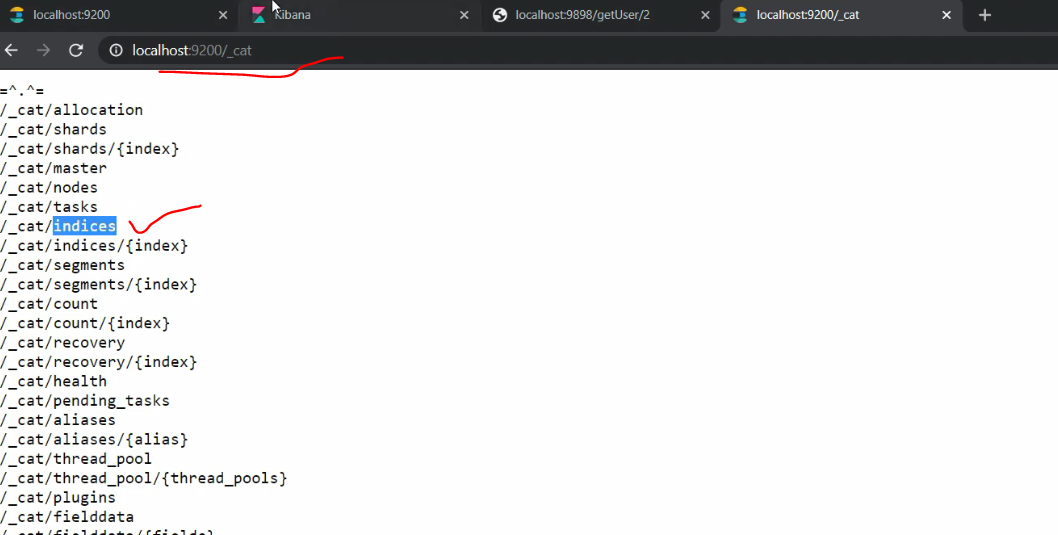 localhost:9200
Kibana
localhost:9898/getUser/2
localhost:9200/_cat
localhost:9200/_cat
=^.^=
/_cat/allocation
/_cat/shards
/_cat/shards/{index}
/_cat/master
/_cat/nodes
/_cat/tasks
/_cat/indices
/_cat/indices/{index}
/_cat/segments
/_cat/segments/{index}
/_cat/count
/_cat/count/{index}
/_cat/recovery
/_cat/recovery/{index}
/_cat/health
/_cat/pending_tasks
/_cat/aliases
/_cat/aliases/{alias}
/_cat/thread_pool
/_cat/thread_pool/{thread_pools}
/_cat/plugins
/_cat/fielddata
/_cat/fielddata/{fields}